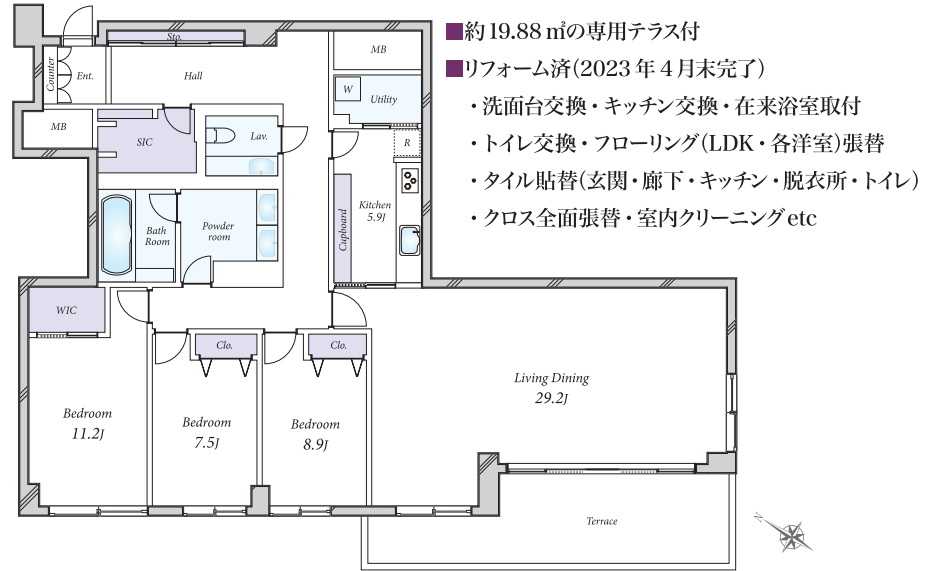 ■約19.88㎡の専用テラス付
■リフォーム済(2023年4月末完了)
・洗面台交換・キッチン交換・在来浴室取付
・トイレ交換・フローリング(LDK・各洋室)張替
・タイル貼替(玄関・廊下・キッチン・脱衣所・トイレ)
・クロス全面張替・室内クリーニングetc
Sto.
Counter
Ent.
Hall
MB
W
Utility
MB
SIC
Lav.
R
Kitchen
5.9J
Cupboard
Bath
Room
Powder
room
WIC
Clo.
Clo.
Living Dining
29.2J
Bedroom
11.2J
Bedroom
7.5J
Bedroom
8.9J
Terrace
N